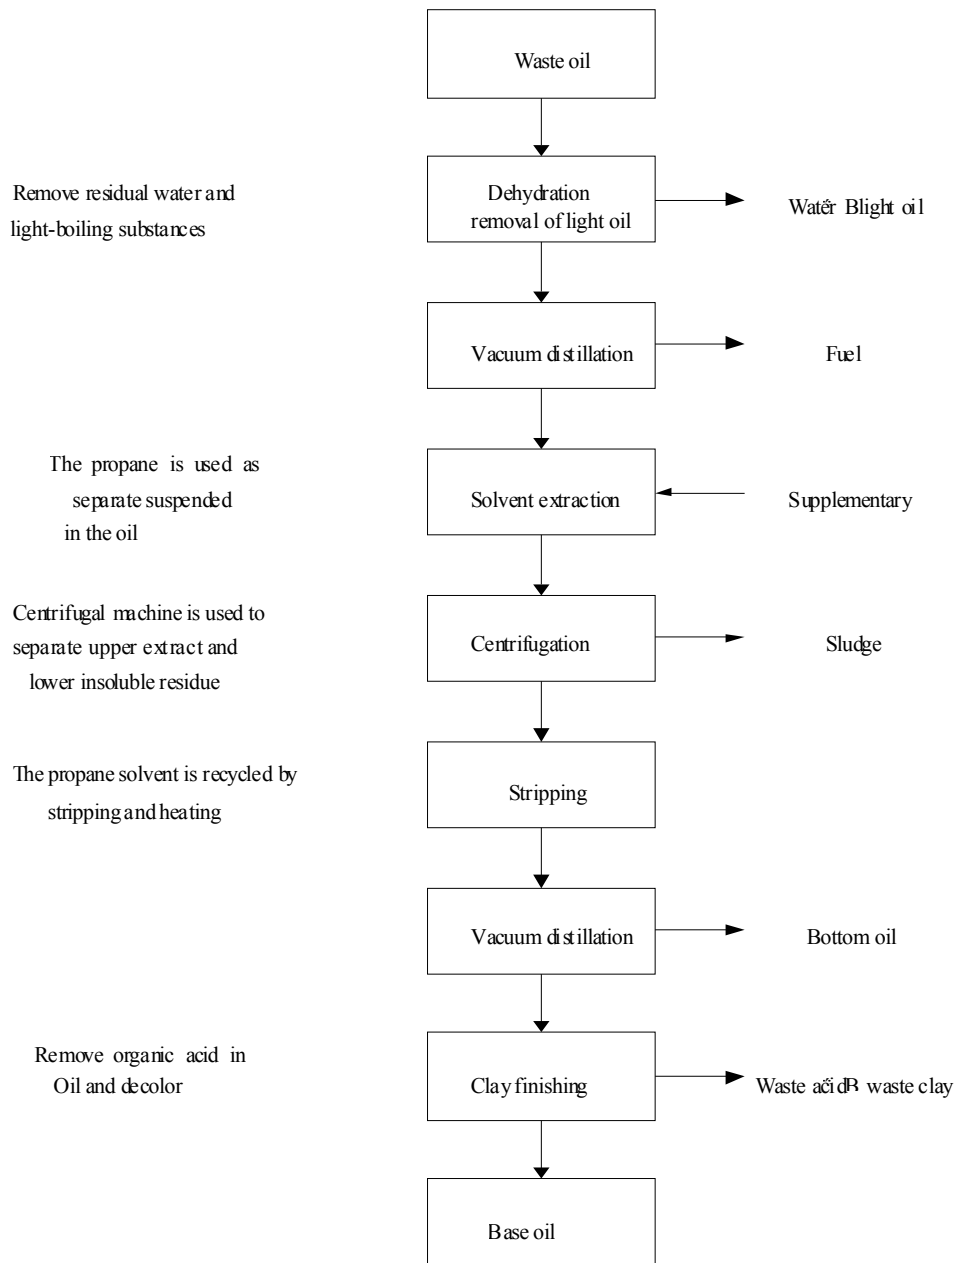 Waste oil
Remove residual water and
light-boiling substances
Dehydration
removal of light oil
light oil
Vacuum distillation
Fuel
The propane is used as
separate suspended
in the oil
Solvent extraction
Supplementary
Centrifugal machine is used to
separate upper extract and
lower insoluble residue
Centrifugation
Sludge
The propane solvent is recycled by
stripping and heating
Stripping
Vacuum distillation
Bottom oil
Remove organic acid in
Oil and decolor
Clay finishing
Waste waste clay
Base oil